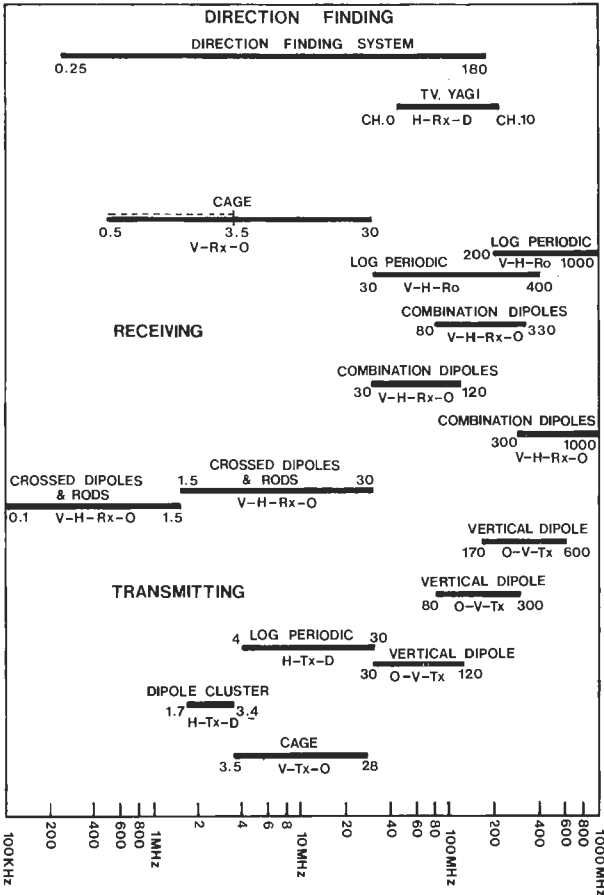 DIRECTION FINDING
DIRECTION FINDING SYSTEM
0.25 180
TV. YAGI
CH.0 H-Rx-D CH.10
CAGE
0.5 3.5 30
V-Rx-O
LOG PERIODIC
200 V-H-Ro 1000
LOG PERIODIC
30 V-H-Ro 400
COMBINATION DIPOLES
80 V-H-Rx-O 330
RECEIVING
COMBINATION DIPOLES
30 V-H-Rx-O 120
COMBINATION DIPOLES
300 1000
V-H-Rx-O
CROSSED DIPOLES
& RODS
1.5 30
V-H-Rx-O
CROSSED DIPOLES
& RODS
0.1 V-H-Rx-O 1.5
VERTICAL DIPOLE
170 O-V-Tx 600
VERTICAL DIPOLE
80 O-V-Tx 300
TRANSMITTING
4 LOG PERIODIC 30
H-Tx-D
VERTICAL DIPOLE
30 O-V-Tx 120
DIPOLE CLUSTER
1.7 H-Tx-D 3.4
CAGE
3.5 V-Tx-O 28
100KHz 200 400 600 800 1MHz 2 4 6 8 10MHz 20 40 60 80 100MHz 200 400 600 800 1000MHz